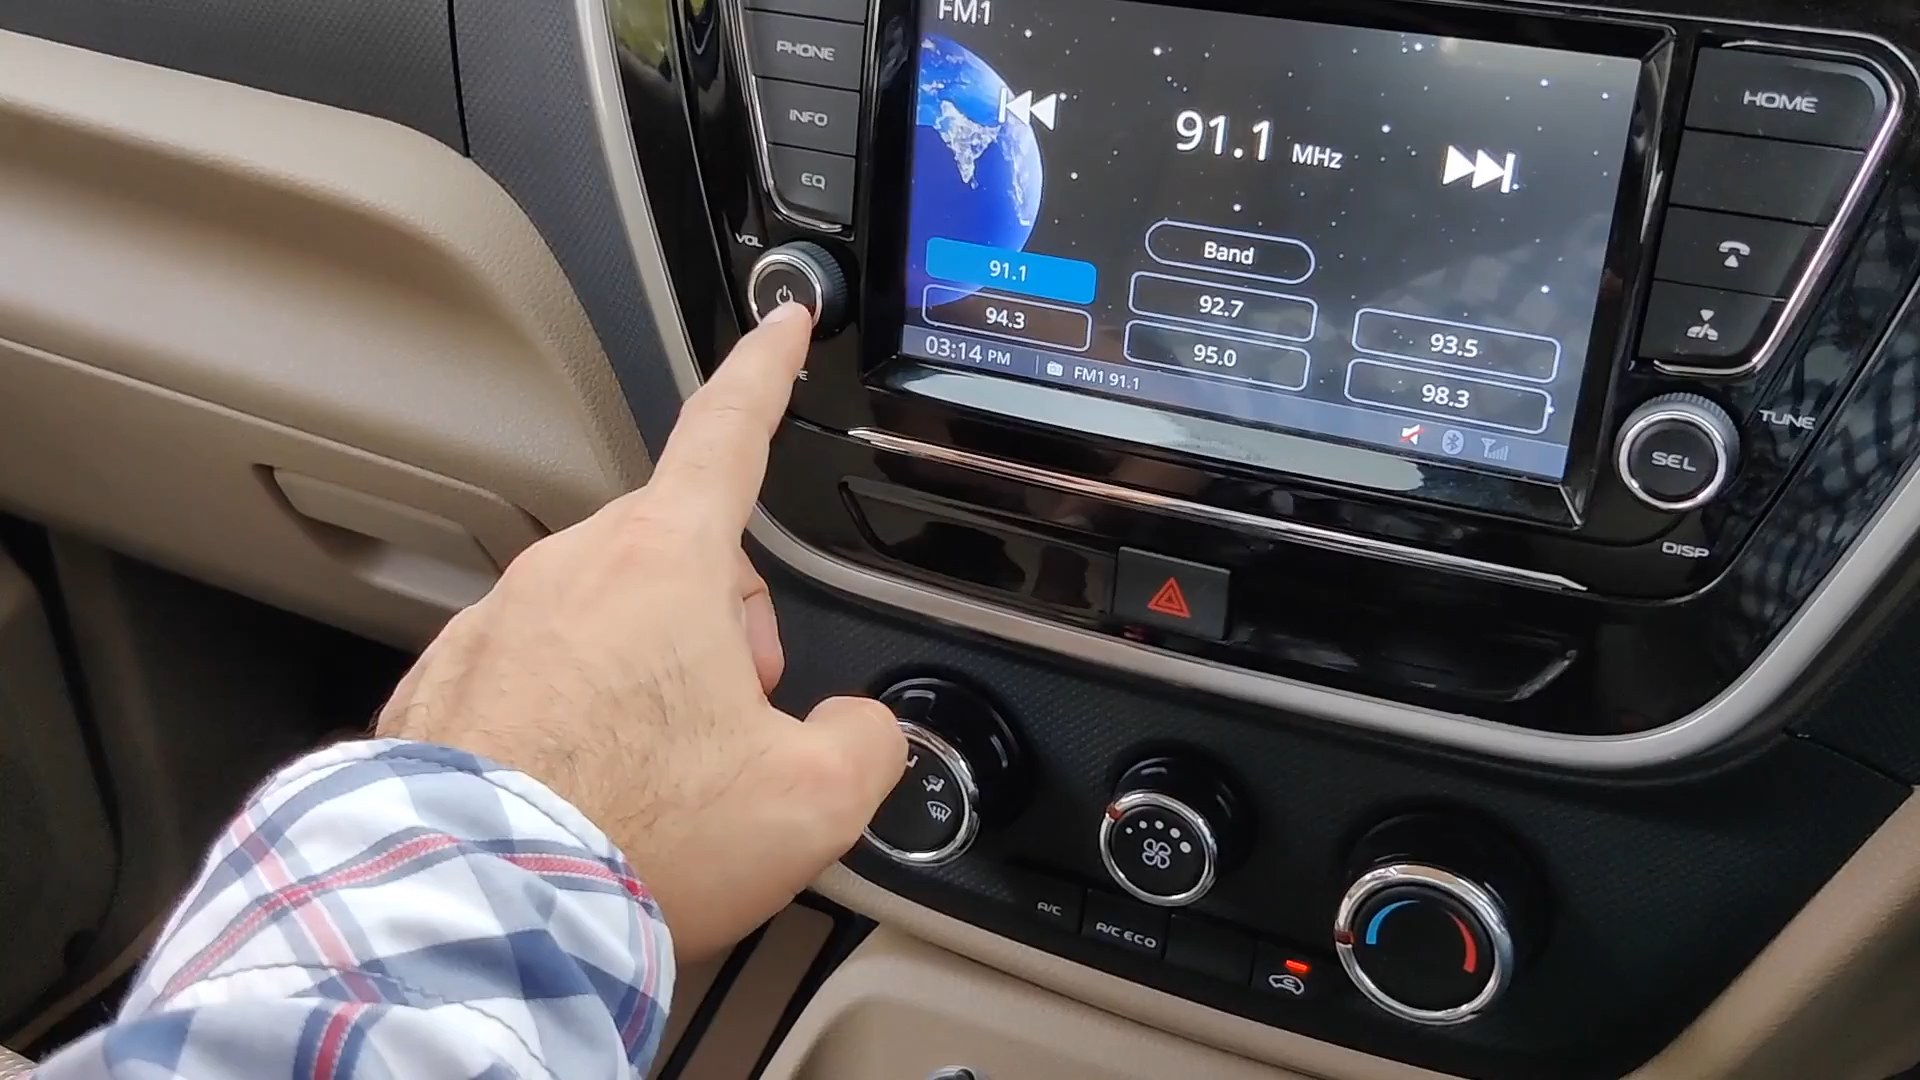 PHONE
INFO
EQ
VOL
FM1
91.1 MHz
Band
91.1
92.7
93.5
94.3
95.0
98.3
03:14 PM
FM1 91.1
HOME
TUNE
SEL
DISP
A/C
A/C ECO